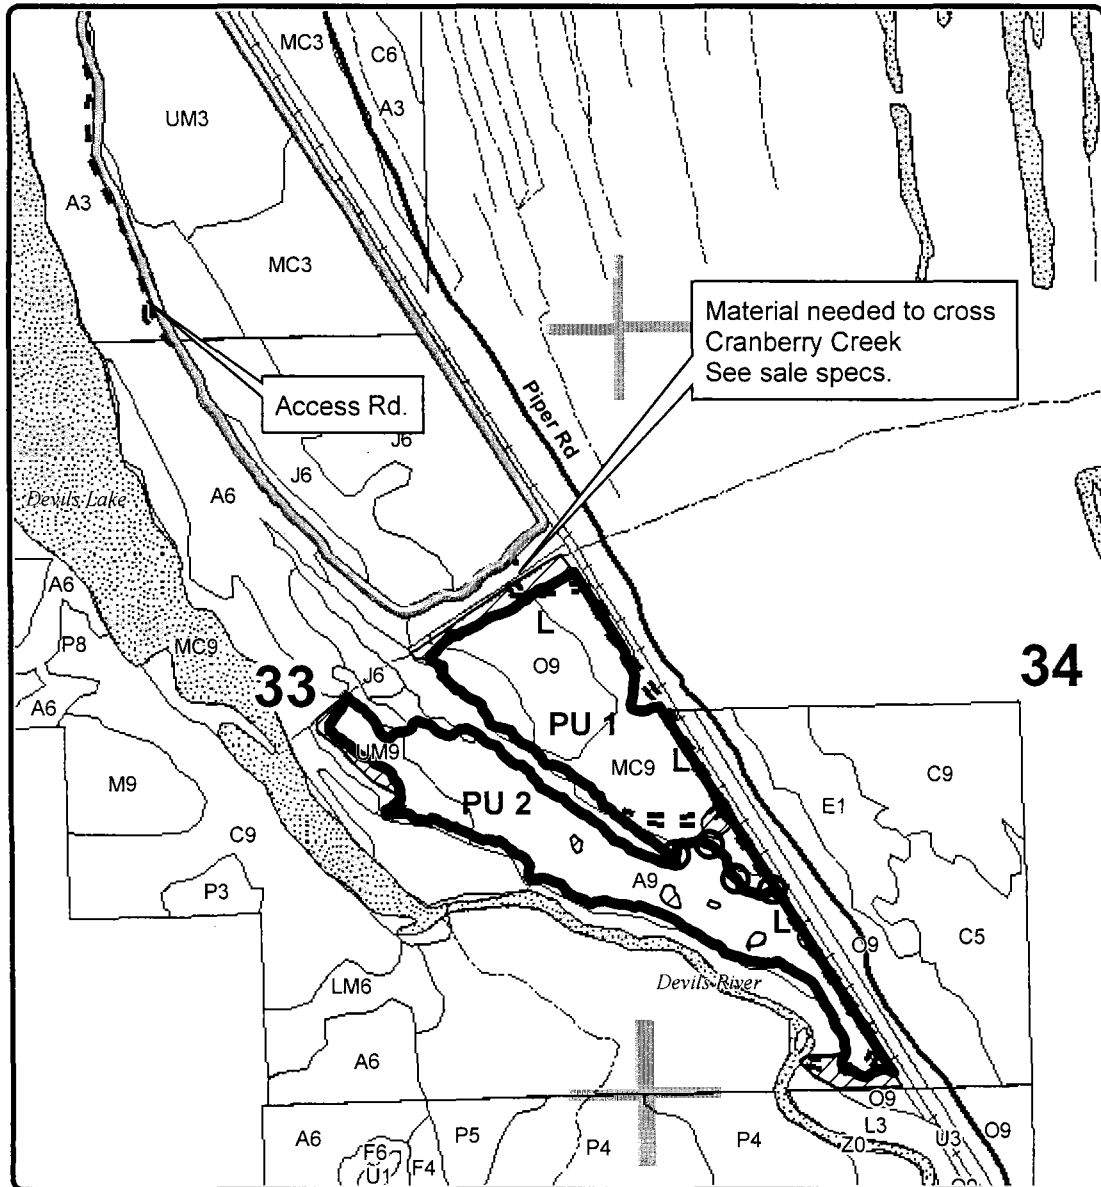 MC3
C6
A3
UM3
A3
MC3
Material needed to cross
Cranberry Creek
See sale specs.
Access Rd.
Piper Rd
J6
J6
A6
Devils Lake
A6
P8
MC9
A6
33
J6
L
O9
34
PU 1
UM9
MC9
L
M9
PU 2
C9
E1
C9
P3
A9
L
O9
C5
LM6
Devils River
A6
O9
A6
P5
P4
P4
L3
Z0
U3
O9
F6
F4
U1